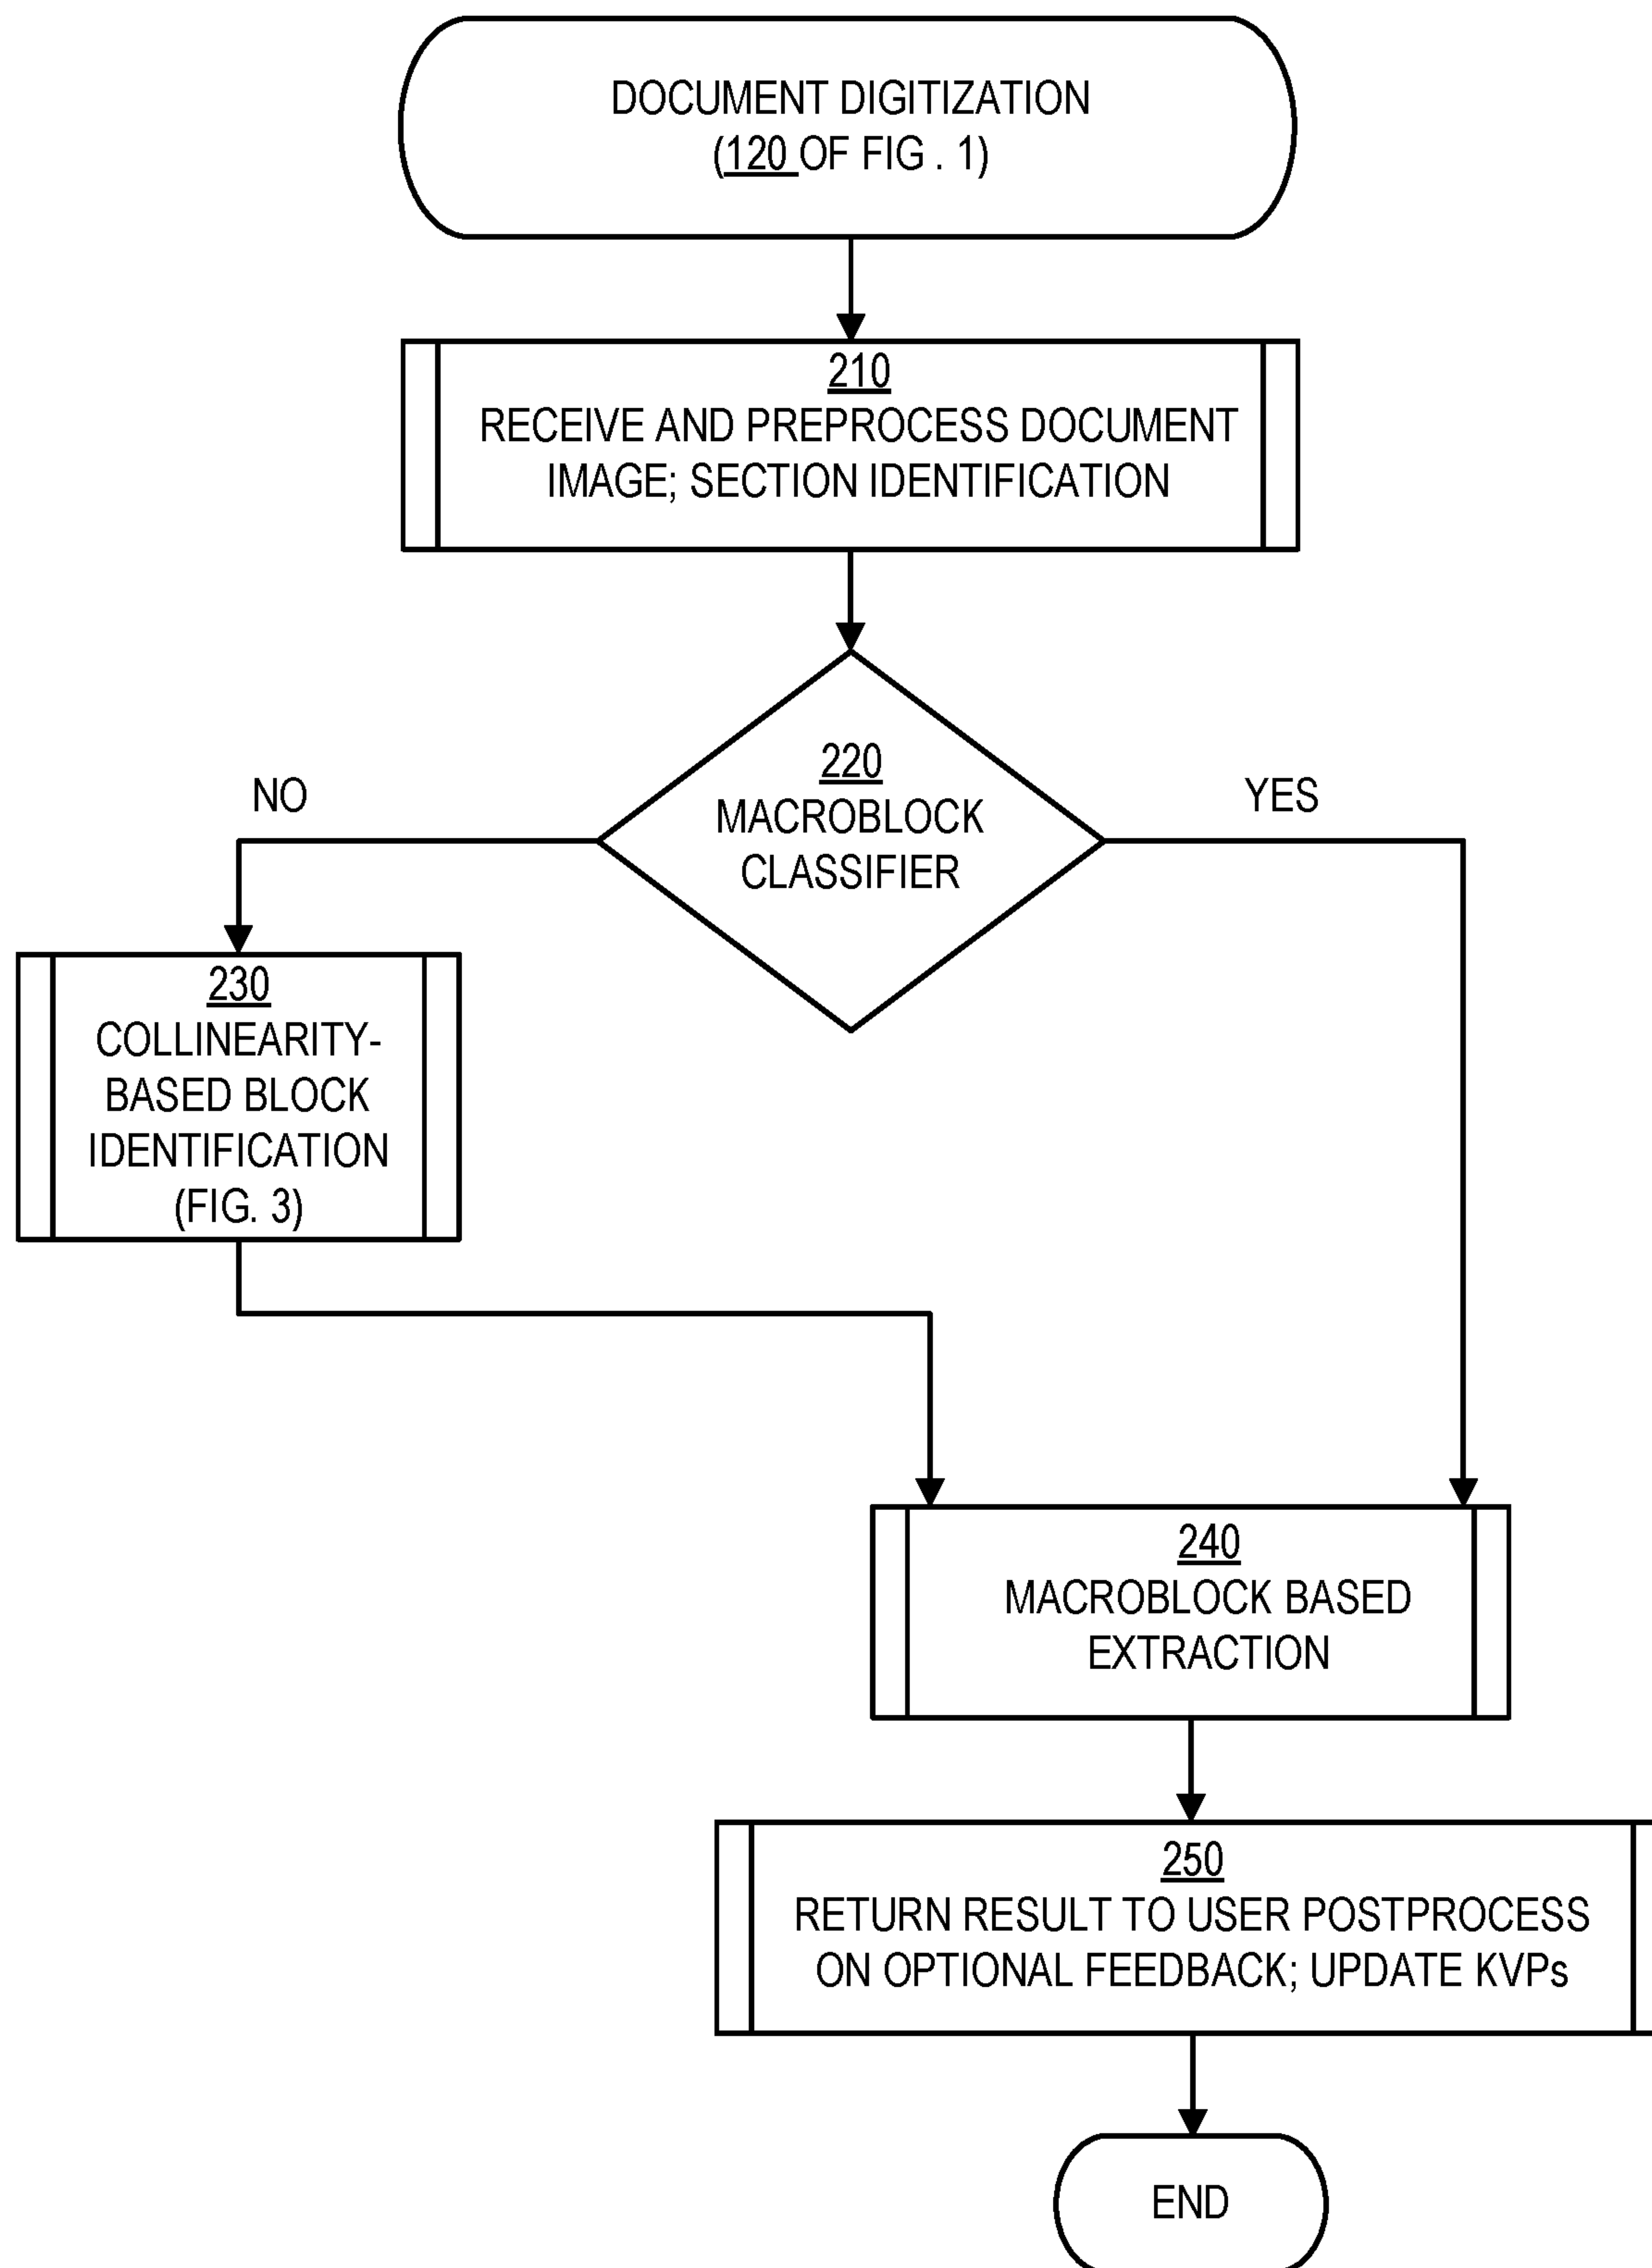 DOCUMENT DIGITIZATION
(120 OF FIG . 1)
210
RECEIVE AND PREPROCESS DOCUMENT
IMAGE; SECTION IDENTIFICATION
220
MACROBLOCK
CLASSIFIER
NO
YES
230
COLLINEARITY-
BASED BLOCK
IDENTIFICATION
(FIG. 3)
240
MACROBLOCK BASED
EXTRACTION
250
RETURN RESULT TO USER POSTPROCESS
ON OPTIONAL FEEDBACK; UPDATE KVPs
END